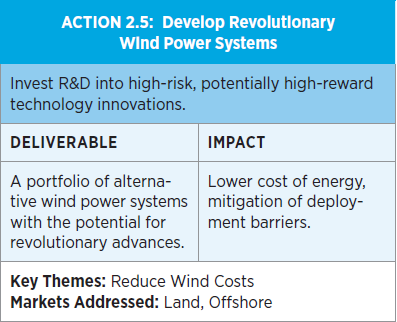 ACTION 2.5: Develop Revolutionary
Wind Power Systems
Invest R&D into high-risk, potentially high-reward
technology innovations.
DELIVERABLE
A portfolio of alterna-
tive wind power systems
with the potential for
revolutionary advances.
IMPACT
Lower cost of energy,
mitigation of deploy-
ment barriers.
Key Themes: Reduce Wind Costs
Markets Addressed: Land, Offshore